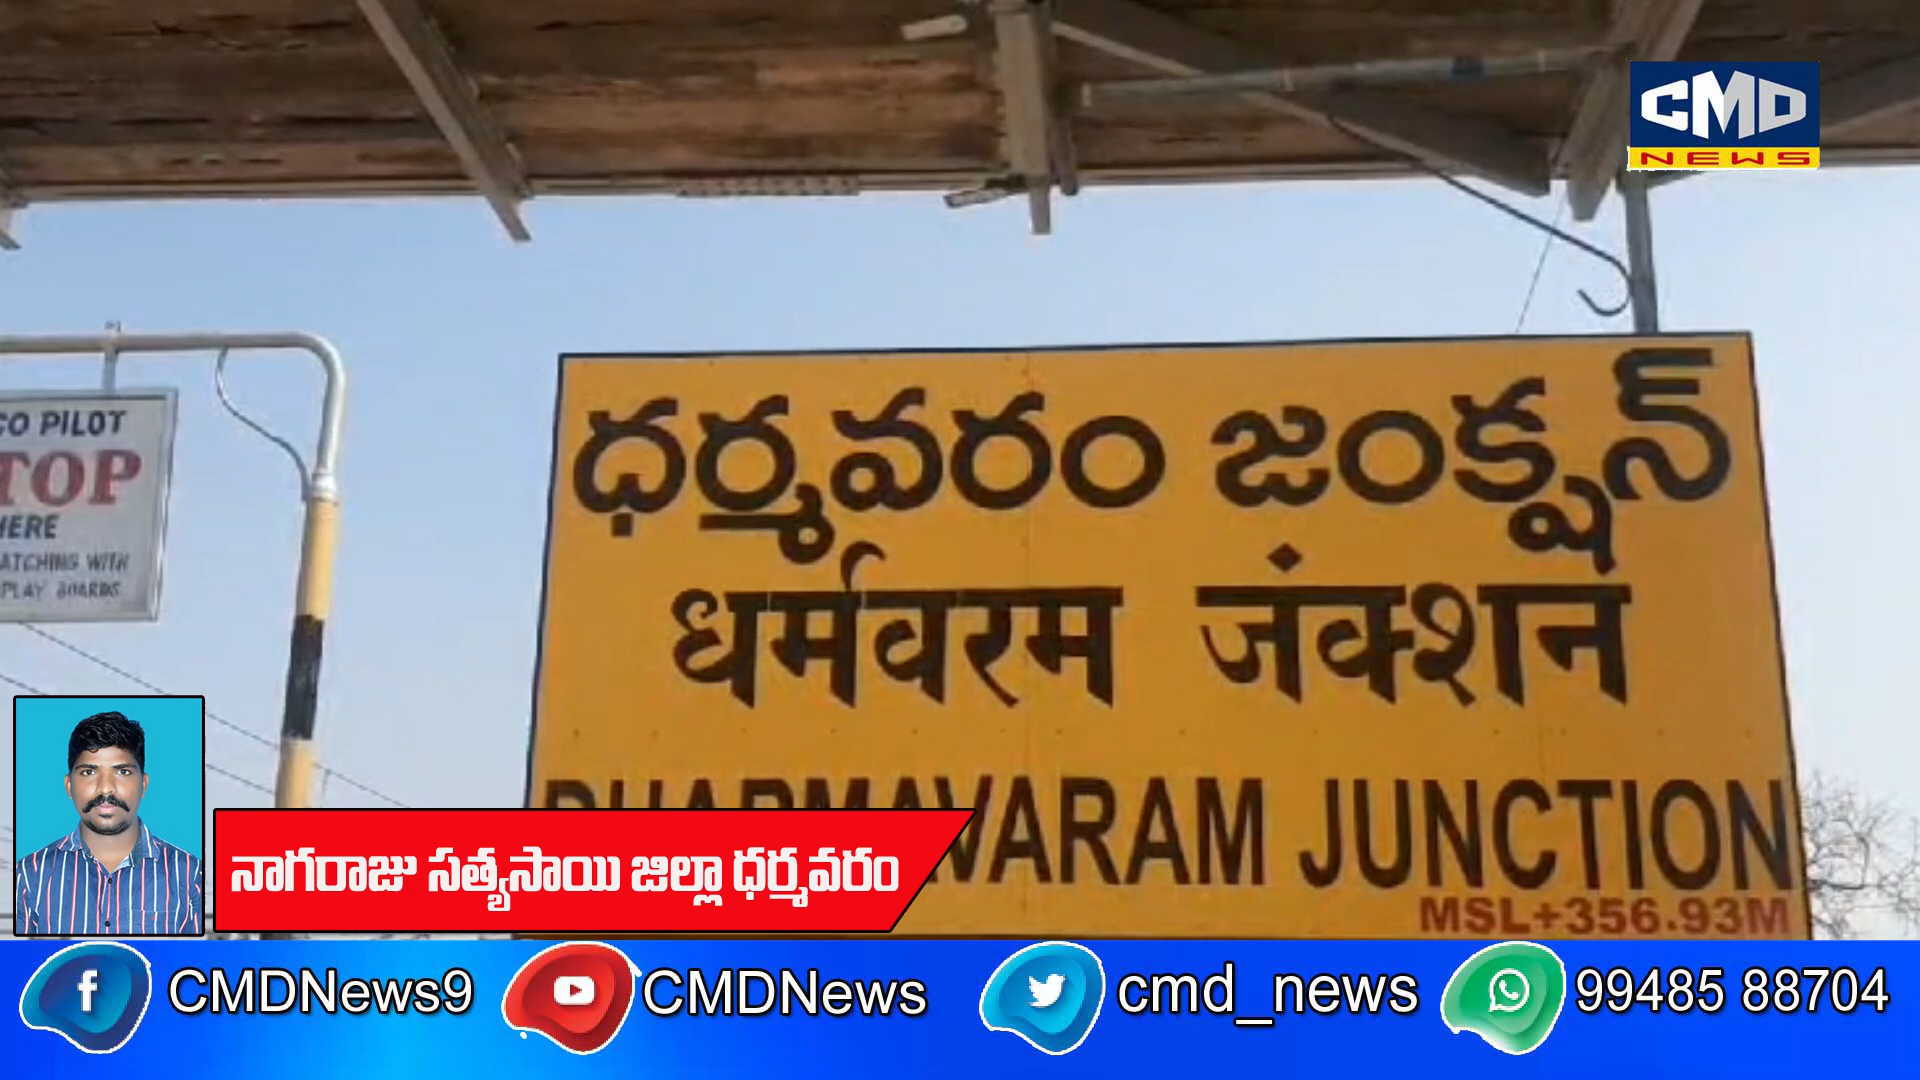 CMD
NEWS
CO PILOT
TOP
HERE
ATCHING WITH
PLAY BOARDS
ధర్మవరం జంక్షన్
धर्मवरम जंक्शन
DHARMAVARAM JUNCTION
MSL+356.93M
నాగరాజు సత్యసాయి జిల్లా ధర్మవరం
CMDNews9
CMDNews
cmd_news
99485 88704